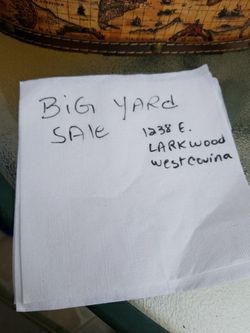 BiG YARd
SAle
1238 E.
LARKwood
westcovina